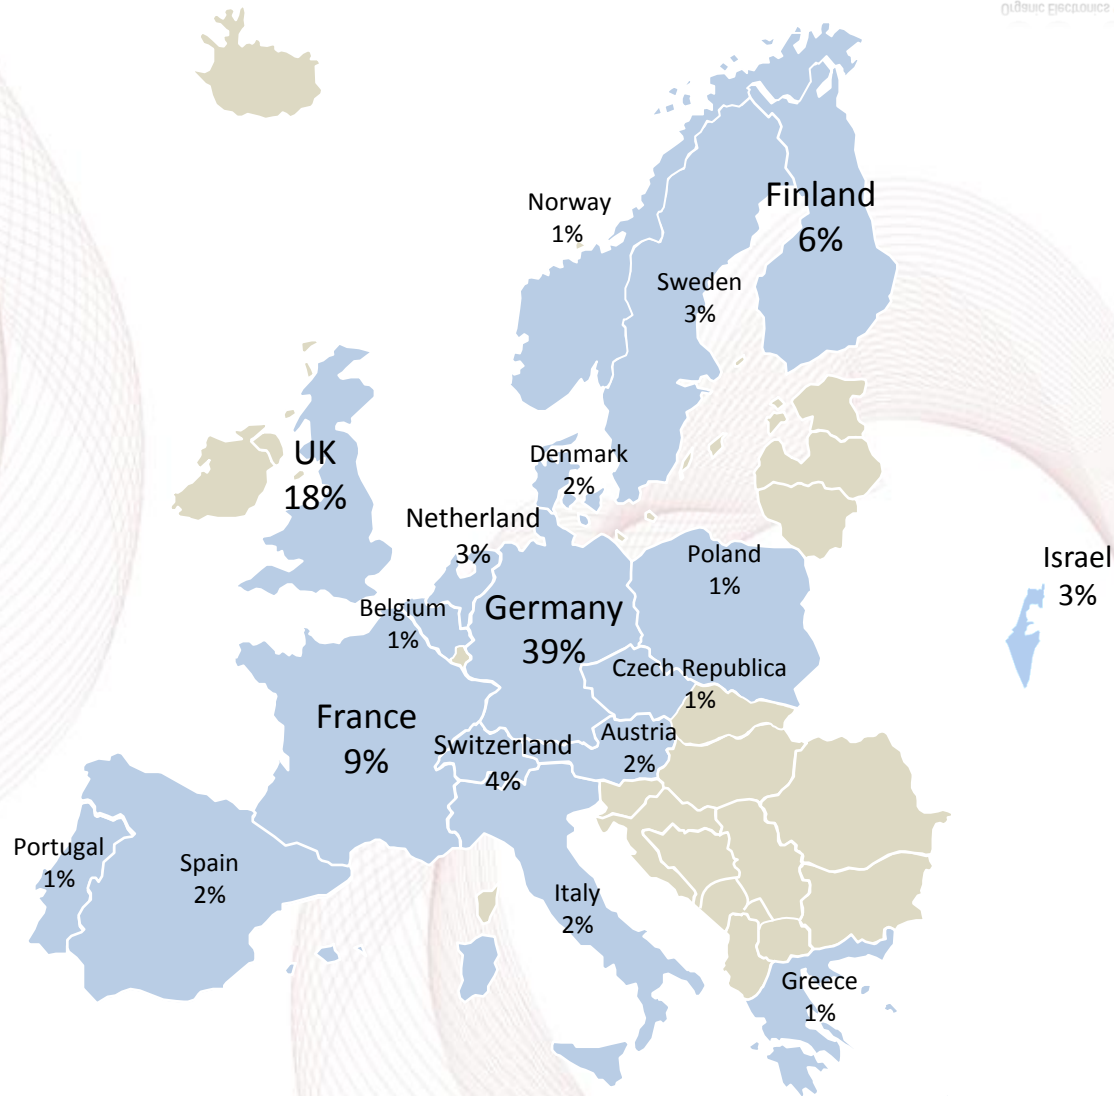 Organic Electronics
Norway
1%
Finland
6%
Sweden
3%
UK
18%
Denmark
2%
Netherland
3%
Poland
1%
Israel
3%
Belgium
1%
Germany
39%
Czech Republica
1%
France
9%
Switzerland
4%
Austria
2%
Portugal
1%
Spain
2%
Italy
2%
Greece
1%